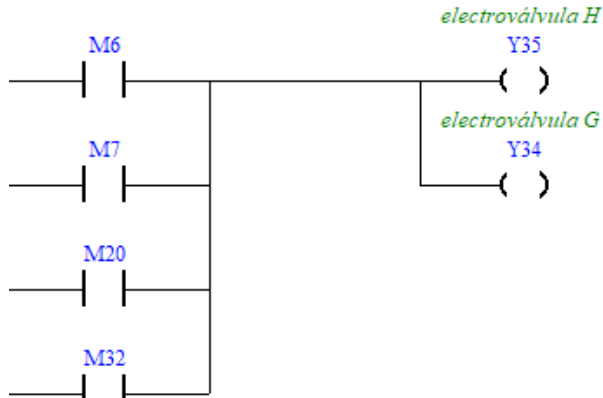 electroválvula H
M6
Y35
electroválvula G
M7
Y34
M20
M32